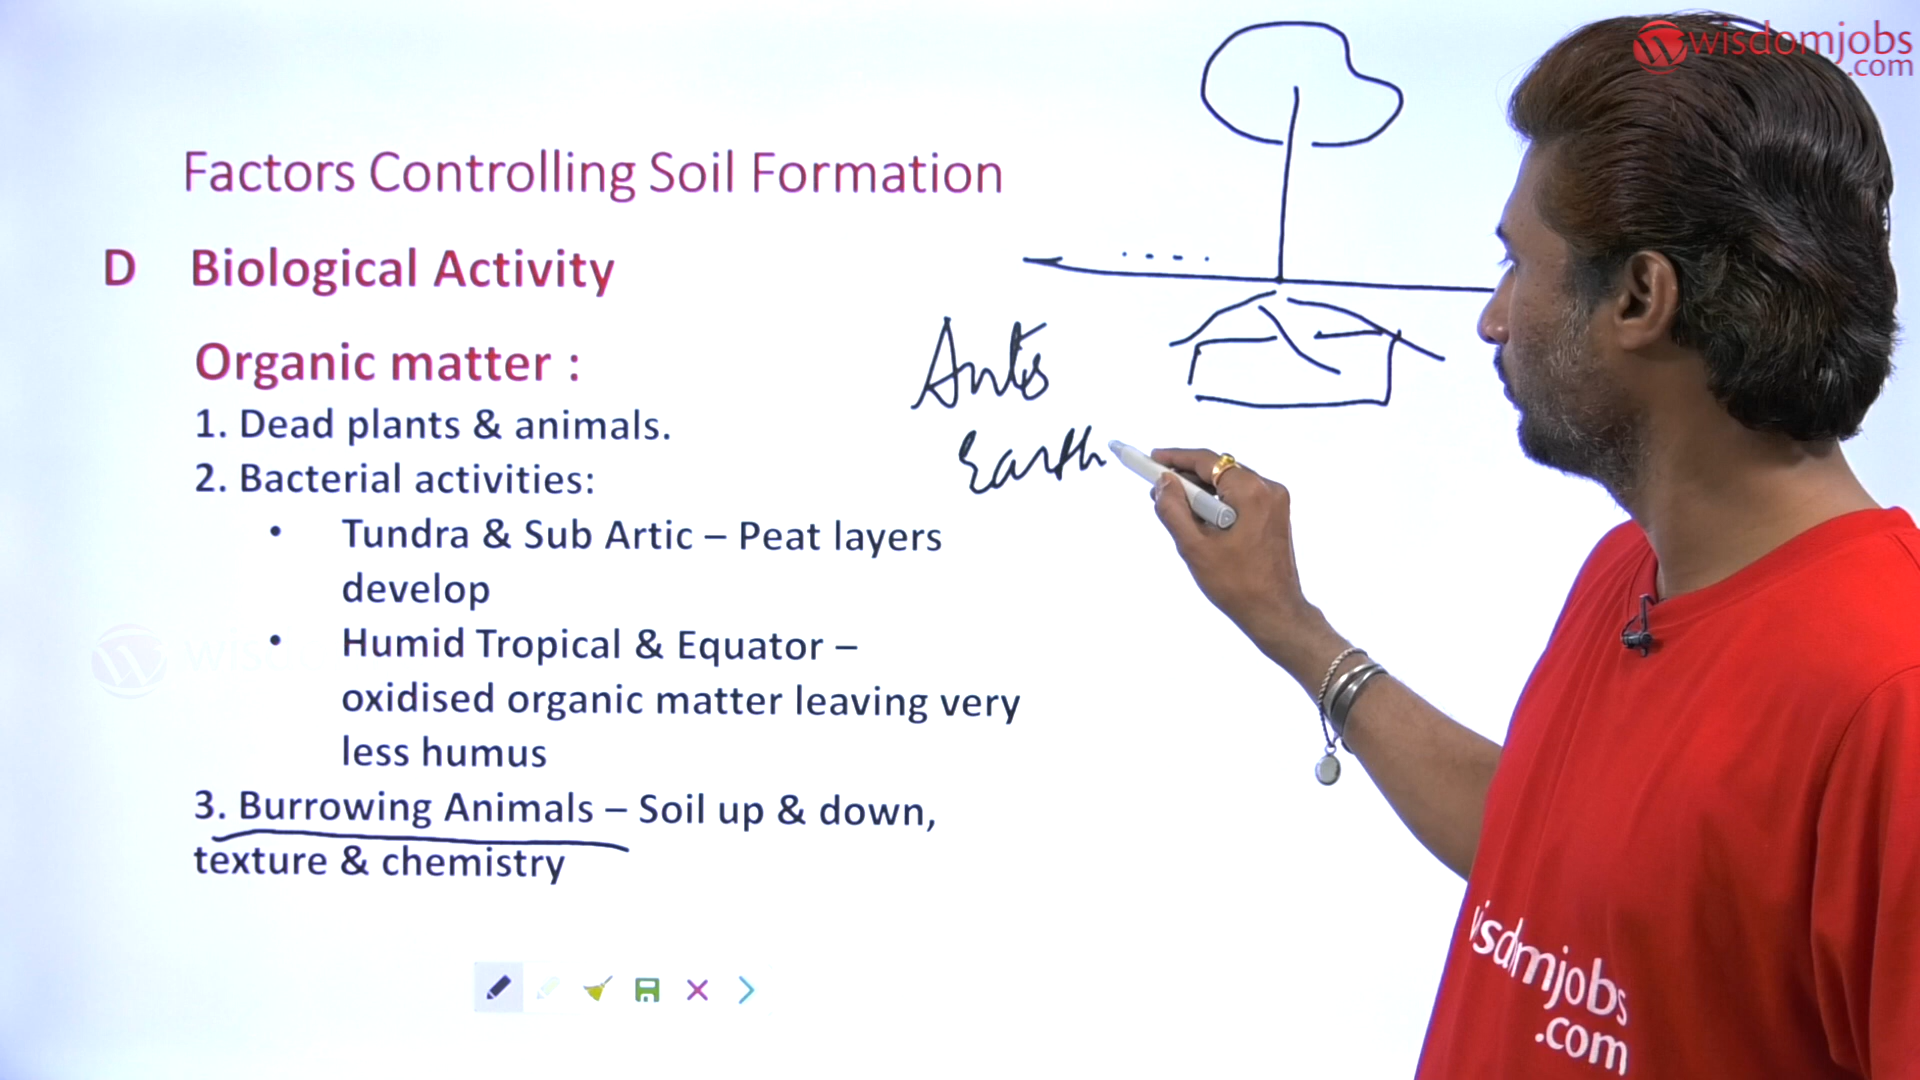 wisdomjobs
.com
Factors Controlling Soil Formation
D Biological Activity
Organic matter :
1. Dead plants & animals.
2. Bacterial activities:
• Tundra & Sub Artic – Peat layers
develop
• Humid Tropical & Equator –
oxidised organic matter leaving very
less humus
3. Burrowing Animals – Soil up & down,
texture & chemistry
Ants
Earth
wisdomjobs
.com